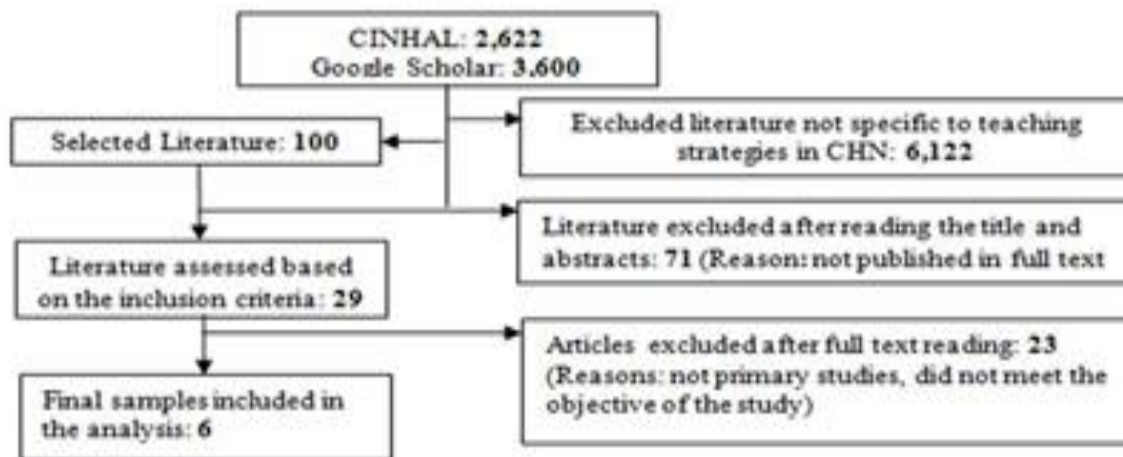 CINHAL: 2,622
Google Scholar: 3,600
Selected Literature: 100
Excluded literature not specific to teaching
strategies in CHN: 6,122
Literature excluded after reading the title and
abstracts: 71 (Reason: not published in full text
Literature assessed based
on the inclusion criteria: 29
Articles excluded after full text reading: 23
(Reasons: not primary studies, did not meet the
objective of the study)
Final samples included in
the analysis: 6